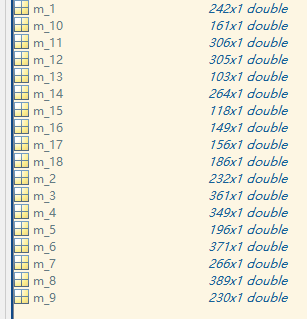 m_1 242x1 double
m_10 161x1 double
m_11 306x1 double
m_12 305x1 double
m_13 103x1 double
m_14 264x1 double
m_15 118x1 double
m_16 149x1 double
m_17 156x1 double
m_18 186x1 double
m_2 232x1 double
m_3 361x1 double
m_4 349x1 double
m_5 196x1 double
m_6 371x1 double
m_7 266x1 double
m_8 389x1 double
m_9 230x1 double